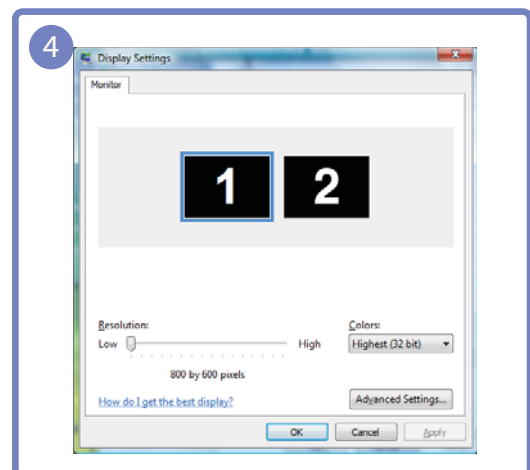 4
Display Settings
Monitor
1 2
Resolution:
Colors:
Low High Highest (32 bit)
800 by 600 pixels
How do I get the best display?
Advanced Settings...
OK Cancel Apply